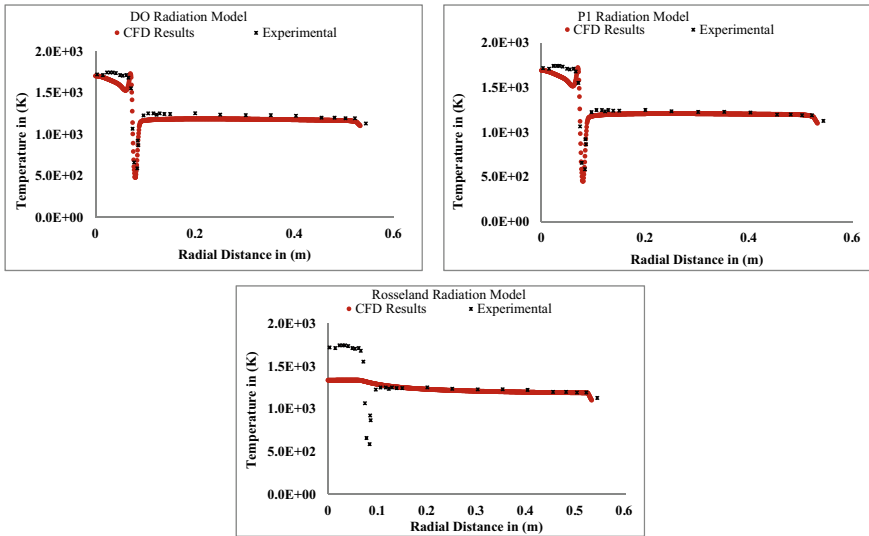 DO Radiation Model
CFD Results Experimental
2.0E+03
1.5E+03
1.0E+03
5.0E+02
0.0E+00
Temperature in (K)
0 0.2 0.4 0.6
Radial Distance in (m)
P1 Radiation Model
CFD Results Experimental
2.0E+03
1.5E+03
1.0E+03
5.0E+02
0.0E+00
Temperature in (K)
0 0.2 0.4 0.6
Radial Distance in (m)
Rosseland Radiation Model
CFD Results Experimental
2.0E+03
1.5E+03
1.0E+03
5.0E+02
0.0E+00
Temperature in (K)
0 0.1 0.2 0.3 0.4 0.5 0.6
Radial Distance in (m)